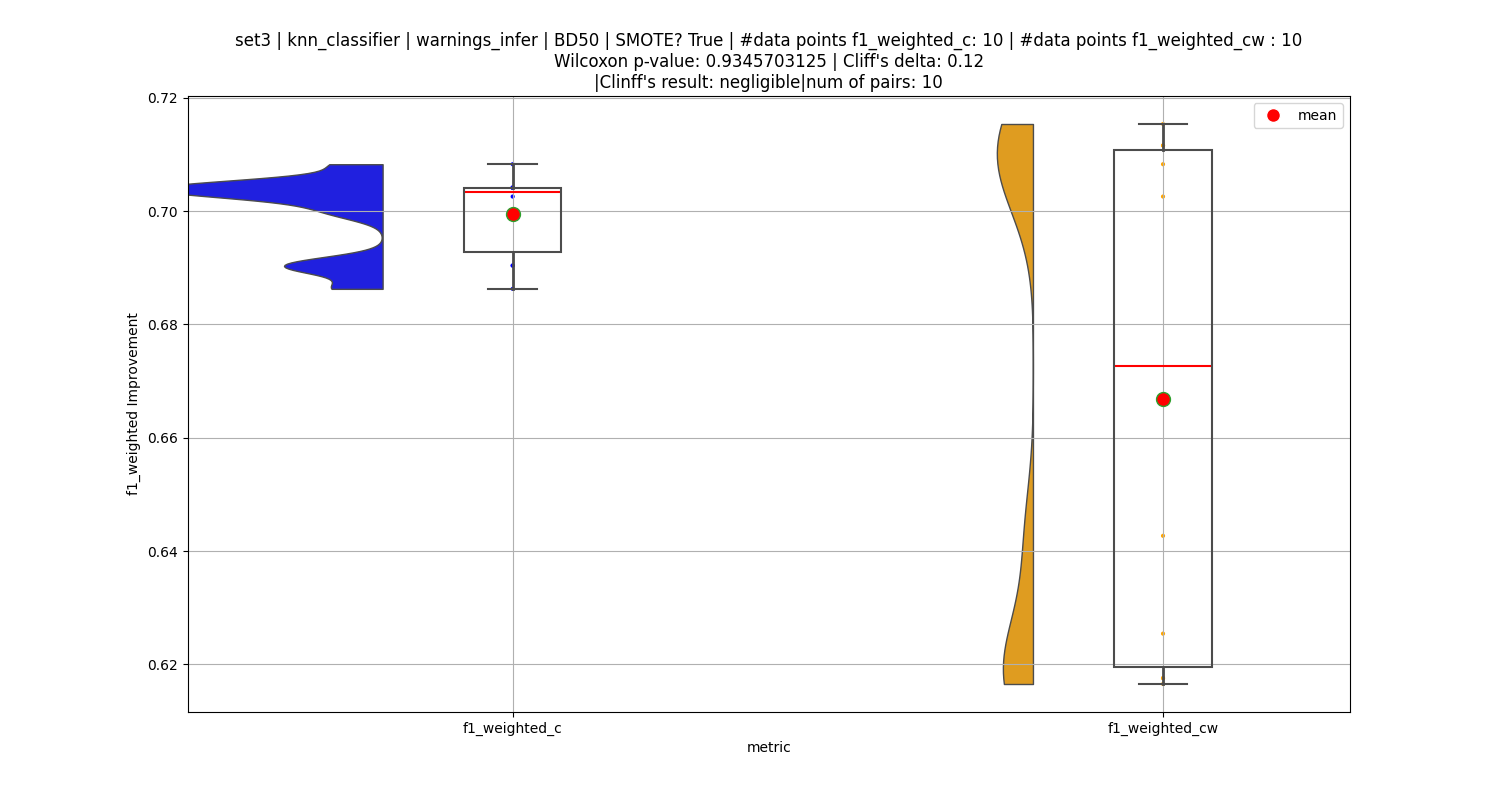 set3 | knn_classifier | warnings_infer | BD50 | SMOTE? True | #data points f1_weighted_c: 10 | #data points f1_weighted_cw : 10
Wilcoxon p-value: 0.9345703125 | Cliff's delta: 0.12
|Clinff's result: negligible|num of pairs: 10
mean
0.72
0.70
0.68
0.66
0.64
0.62
f1_weighted Improvement
f1_weighted_c
f1_weighted_cw
metric